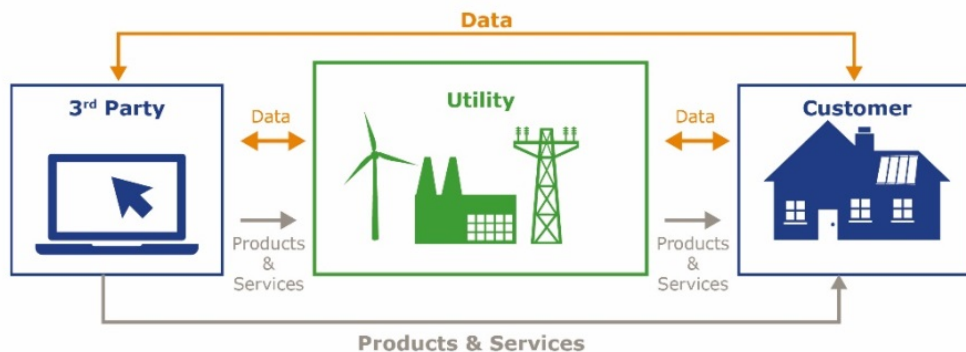 Data
3rd Party
Utility
Customer
Data
Data
Products
&
Services
Products
&
Services
Products & Services